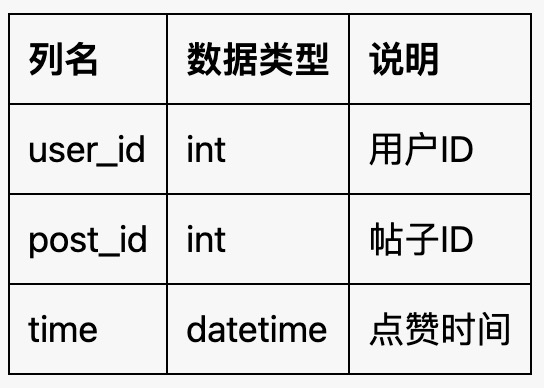 列名 数据类型 说明
user_id int 用户ID
post_id int 帖子ID
time datetime 点赞时间